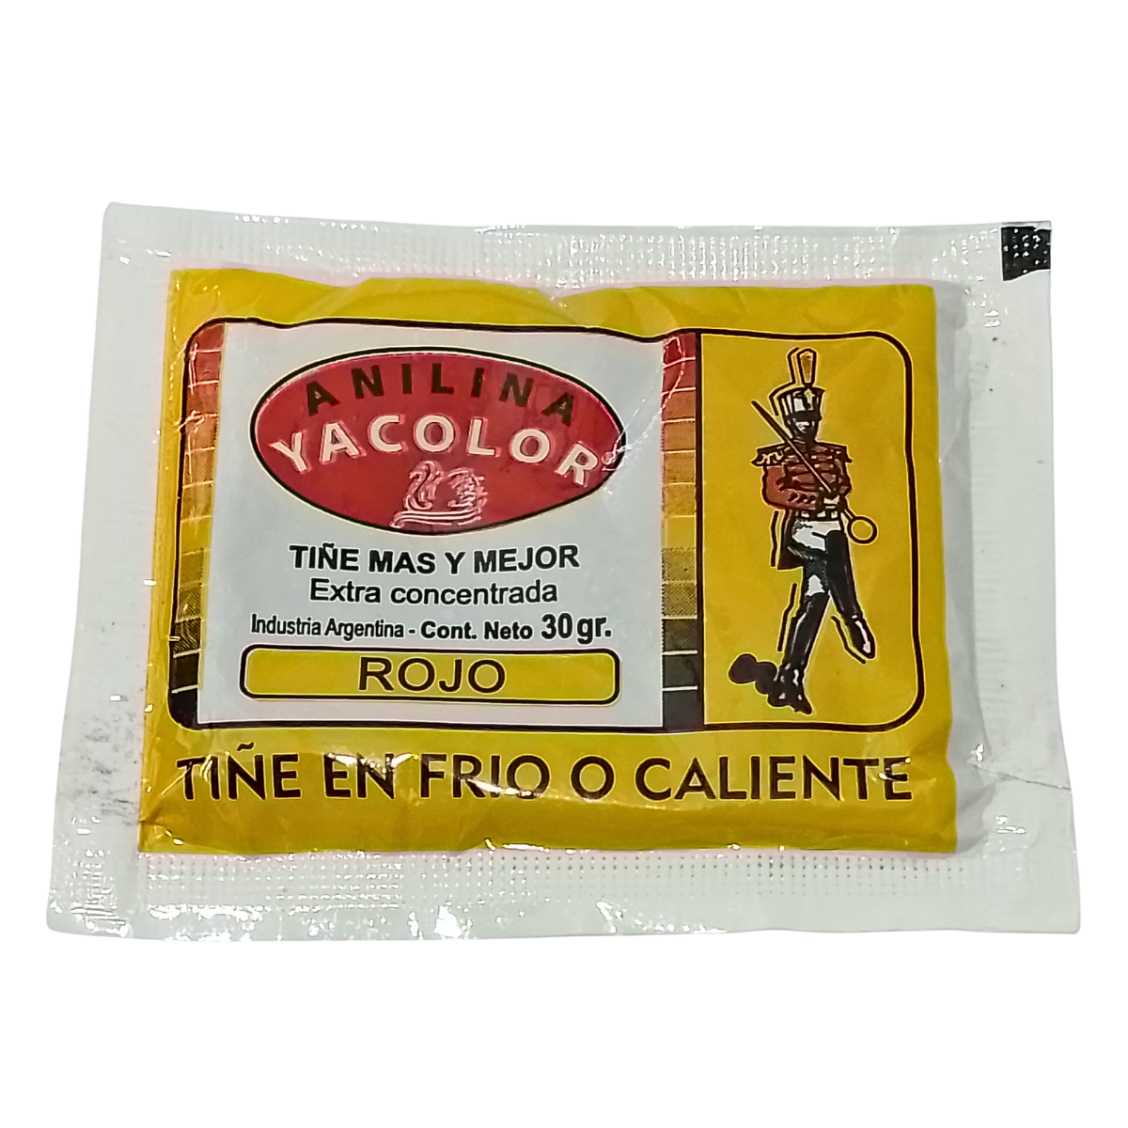 ANILINA
YACOLOR®
TIÑE MAS Y MEJOR
Extra concentrada
Industria Argentina - Cont. Neto 30 gr.
ROJO
TIÑE EN FRIO O CALIENTE